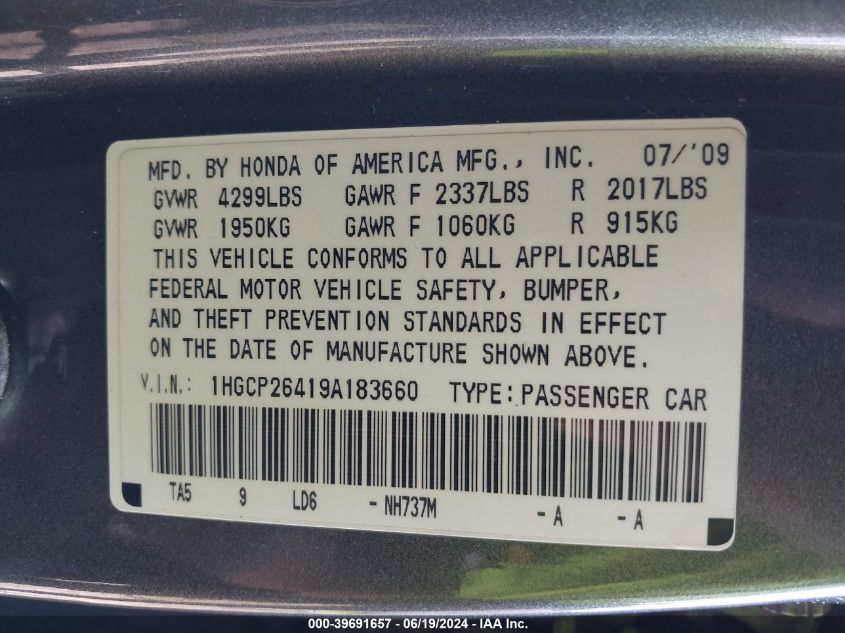 MFD. BY HONDA OF AMERICA MFG., INC. 07/'09
GVWR 4299LBS GAWR F 2337LBS R 2017LBS
GVWR 1950KG GAWR F 1060KG R 915KG
THIS VEHICLE CONFORMS TO ALL APPLICABLE
FEDERAL MOTOR VEHICLE SAFETY, BUMPER,
AND THEFT PREVENTION STANDARDS IN EFFECT
ON THE DATE OF MANUFACTURE SHOWN ABOVE.
V.I.N.: 1HGCP26419A183660 TYPE: PASSENGER CAR
TA5 9 LD6 -NH737M -A -A
000-39691657 - 06/19/2024 - IAA Inc.